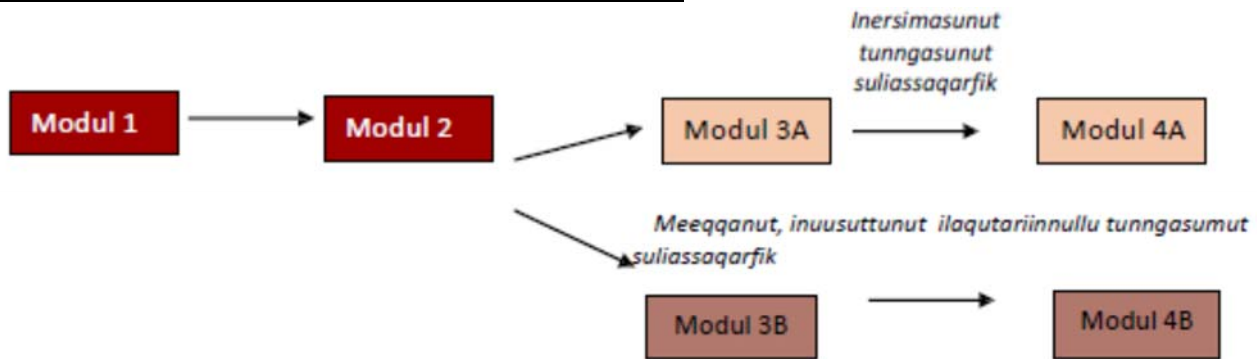 Inersimasunut
tunngasunut
suliassaqarfik
Modul 1
Modul 2
Modul 3A
Modul 4A
Meeqqanut, inuusuttunut ilaqutariinnullu tunngasumut
suliassaqarfik
Modul 3B
Modul 4B